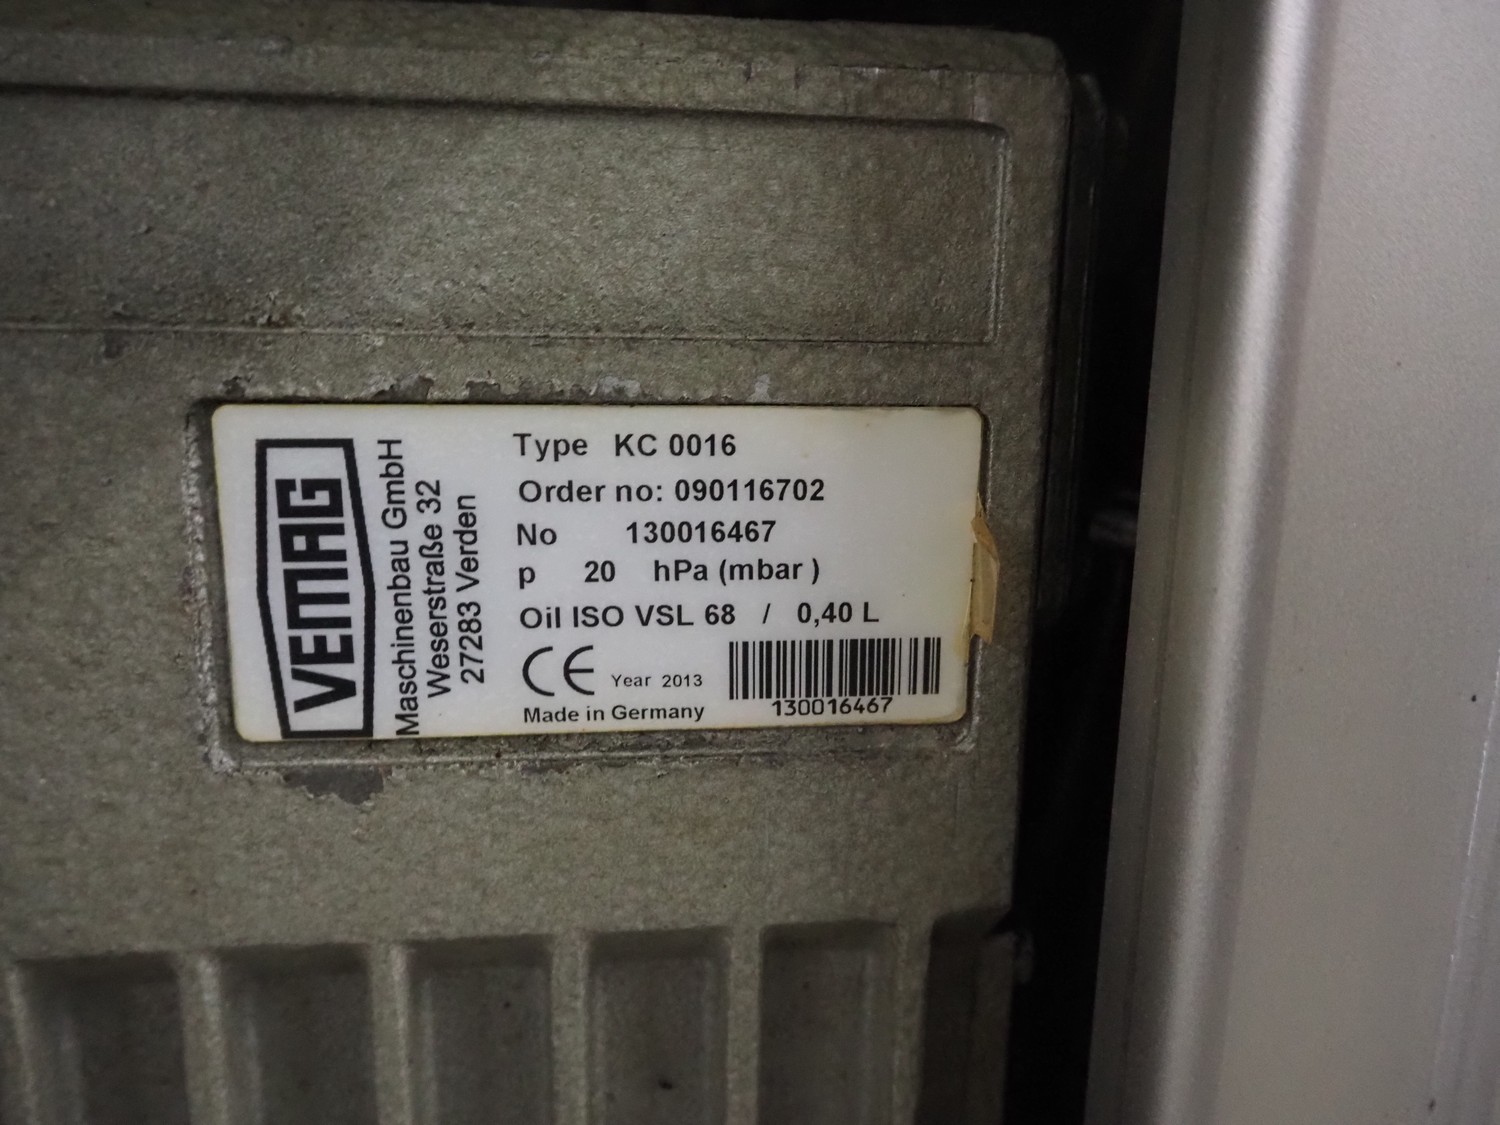 VEMAG
Maschinenbau GmbH
Weserstraße 32
27283 Verden
Type KC 0016
Order no: 090116702
No 130016467
p 20 hPa (mbar )
Oil ISO VSL 68 / 0,40 L
CE Year 2013
Made in Germany
130016467